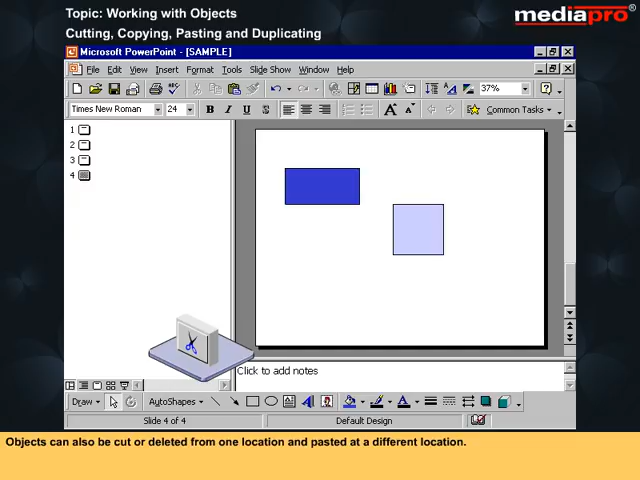 Topic: Working with Objects
mediapro®
Cutting, Copying, Pasting and Duplicating
Microsoft PowerPoint - [SAMPLE]
File Edit View Insert Format Tools Slide Show Window Help
37%
Times New Roman 24 B I U S A A Common Tasks
1
2
3
4
Click to add notes
Draw AutoShapes A A
Slide 4 of 4 Default Design
Objects can also be cut or deleted from one location and pasted at a different location.